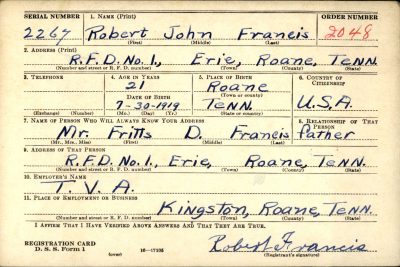 SERIAL NUMBER 1. NAME (Print) ORDER NUMBER
2267 Robert John Francis 2048
(First) (Middle) (Last)
2. ADDRESS (Print)
R.F.D. No. 1., Erie, Roane, TENN.
(Number and street or R. F. D. number) (Town) (County) (State)
3. TELEPHONE 4. AGE IN YEARS 5. PLACE OF BIRTH 6. COUNTRY OF CITIZENSHIP
21 Roane
(Town or county)
DATE OF BIRTH
7-30-1919 TENN. U.S.A.
(Exchange) (Number) (Mo.) (Day) (Yr.) (State or country)
7. NAME OF PERSON WHO WILL ALWAYS KNOW YOUR ADDRESS 8. RELATIONSHIP OF THAT PERSON
Mr. Fritts D. Francis Father
(Mr., Mrs., Miss) (First) (Middle) (Last)
9. ADDRESS OF THAT PERSON
R.F.D. No. 1., Erie, Roane, TENN.
(Number and street or R. F. D. number) (Town) (County) (State)
10. EMPLOYER'S NAME
T. V. A.
11. PLACE OF EMPLOYMENT OR BUSINESS
Kingston, Roane, TENN.
(Number and street or R. F. D. number) (Town) (County) (State)
I AFFIRM THAT I HAVE VERIFIED ABOVE ANSWERS AND THAT THEY ARE TRUE.
REGISTRATION CARD
D. S. S. Form 1 (over) 16—17105
Robert Francis
(Registrant's signature)